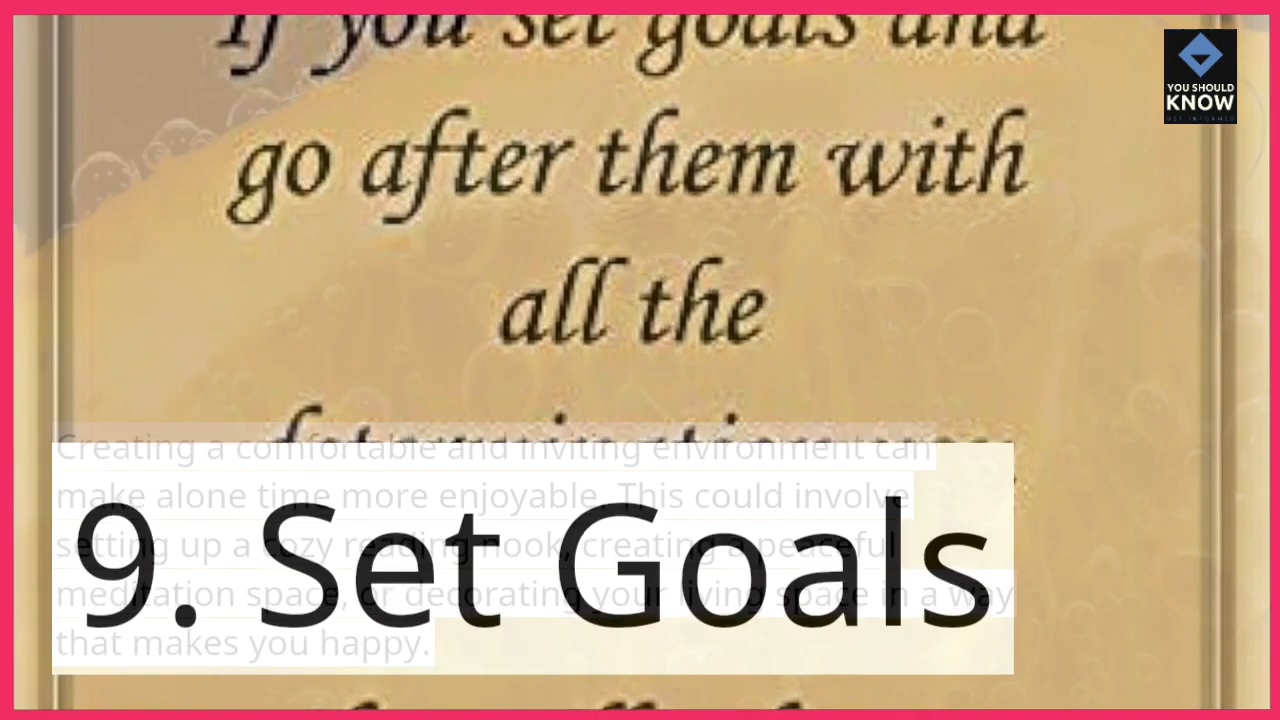 If you set goals and
YOU SHOULD
KNOW
GET INFORMED
go after them with
all the
Creating a comfortable and inviting environment can
make alone time more enjoyable. This could involve
9. Set Goals
setting up a cozy reading nook, creating a peaceful
meditation space, or decorating your living space in a way
that makes you happy.